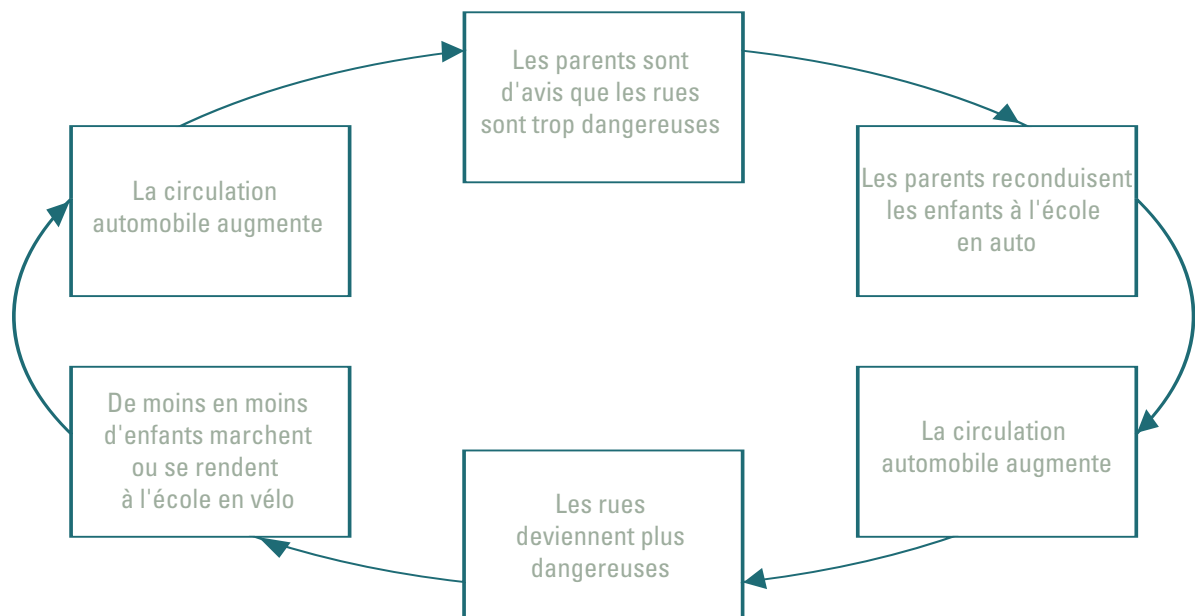 Les parents sont
d'avis que les rues
sont trop dangereuses
Les parents reconduisent
les enfants à l'école
en auto
La circulation
automobile augmente
Les rues
deviennent plus
dangereuses
De moins en moins
d'enfants marchent
ou se rendent
à l'école en vélo
La circulation
automobile augmente